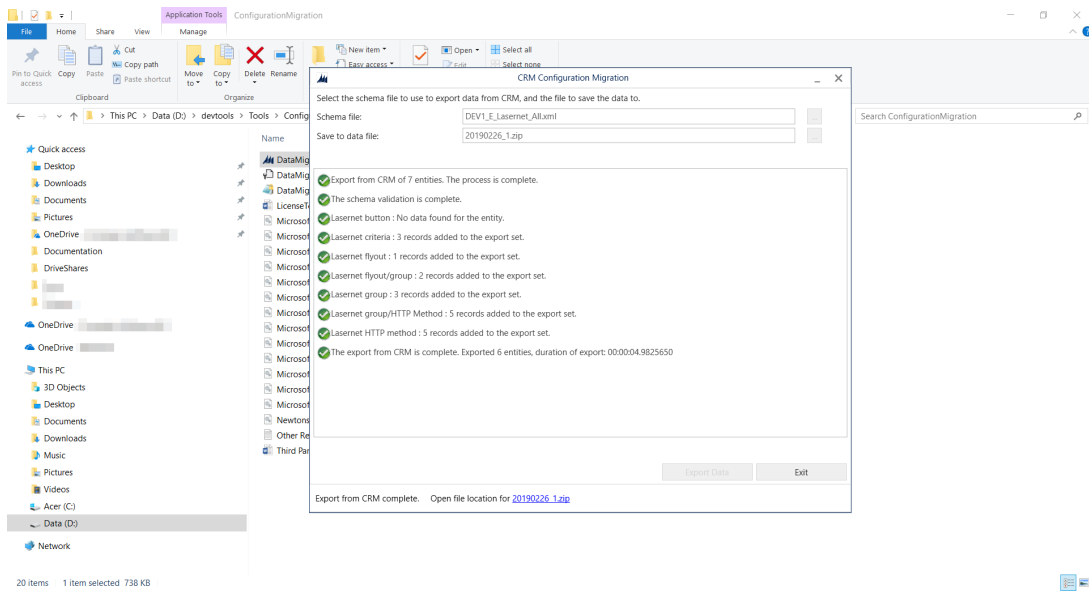 Application Tools ConfigurationMigration
File Home Share View Manage
Pin to Quick access
Copy
Paste
Cut
Copy path
Paste shortcut
Move to
Copy to
Delete
Rename
New item
Easy access
Open
Edit
Select all
Select none
Clipboard
Organize
This PC > Data (D:) > devtools > Tools > Config
Search ConfigurationMigration
Quick access
Desktop
Downloads
Documents
Pictures
OneDrive
Documentation
DriveShares
OneDrive
OneDrive
This PC
3D Objects
Desktop
Documents
Downloads
Music
Pictures
Videos
Acer (C:)
Data (D:)
Network
Name
DataMig
DataMig
DataMig
LicenseT
Microsof
Microsof
Microsof
Microsof
Microsof
Microsof
Microsof
Microsof
Microsof
Microsof
Microsof
Microsof
Microsof
Newtons
Other Re
Third Par
CRM Configuration Migration
Select the schema file to use to export data from CRM, and the file to save the data to.
Schema file: DEV1_E_Lasernet_All.xml ...
Save to data file: 20190226_1.zip ...
Export from CRM of 7 entities. The process is complete.
The schema validation is complete.
Lasernet button : No data found for the entity.
Lasernet criteria : 3 records added to the export set.
Lasernet flyout : 1 records added to the export set.
Lasernet flyout/group : 2 records added to the export set.
Lasernet group : 3 records added to the export set.
Lasernet group/HTTP Method : 5 records added to the export set.
Lasernet HTTP method : 5 records added to the export set.
The export from CRM is complete. Exported 6 entities, duration of export: 00:00:04.9825650
Export Data Exit
Export from CRM complete. Open file location for 20190226_1.zip
20 items 1 item selected 738 KB